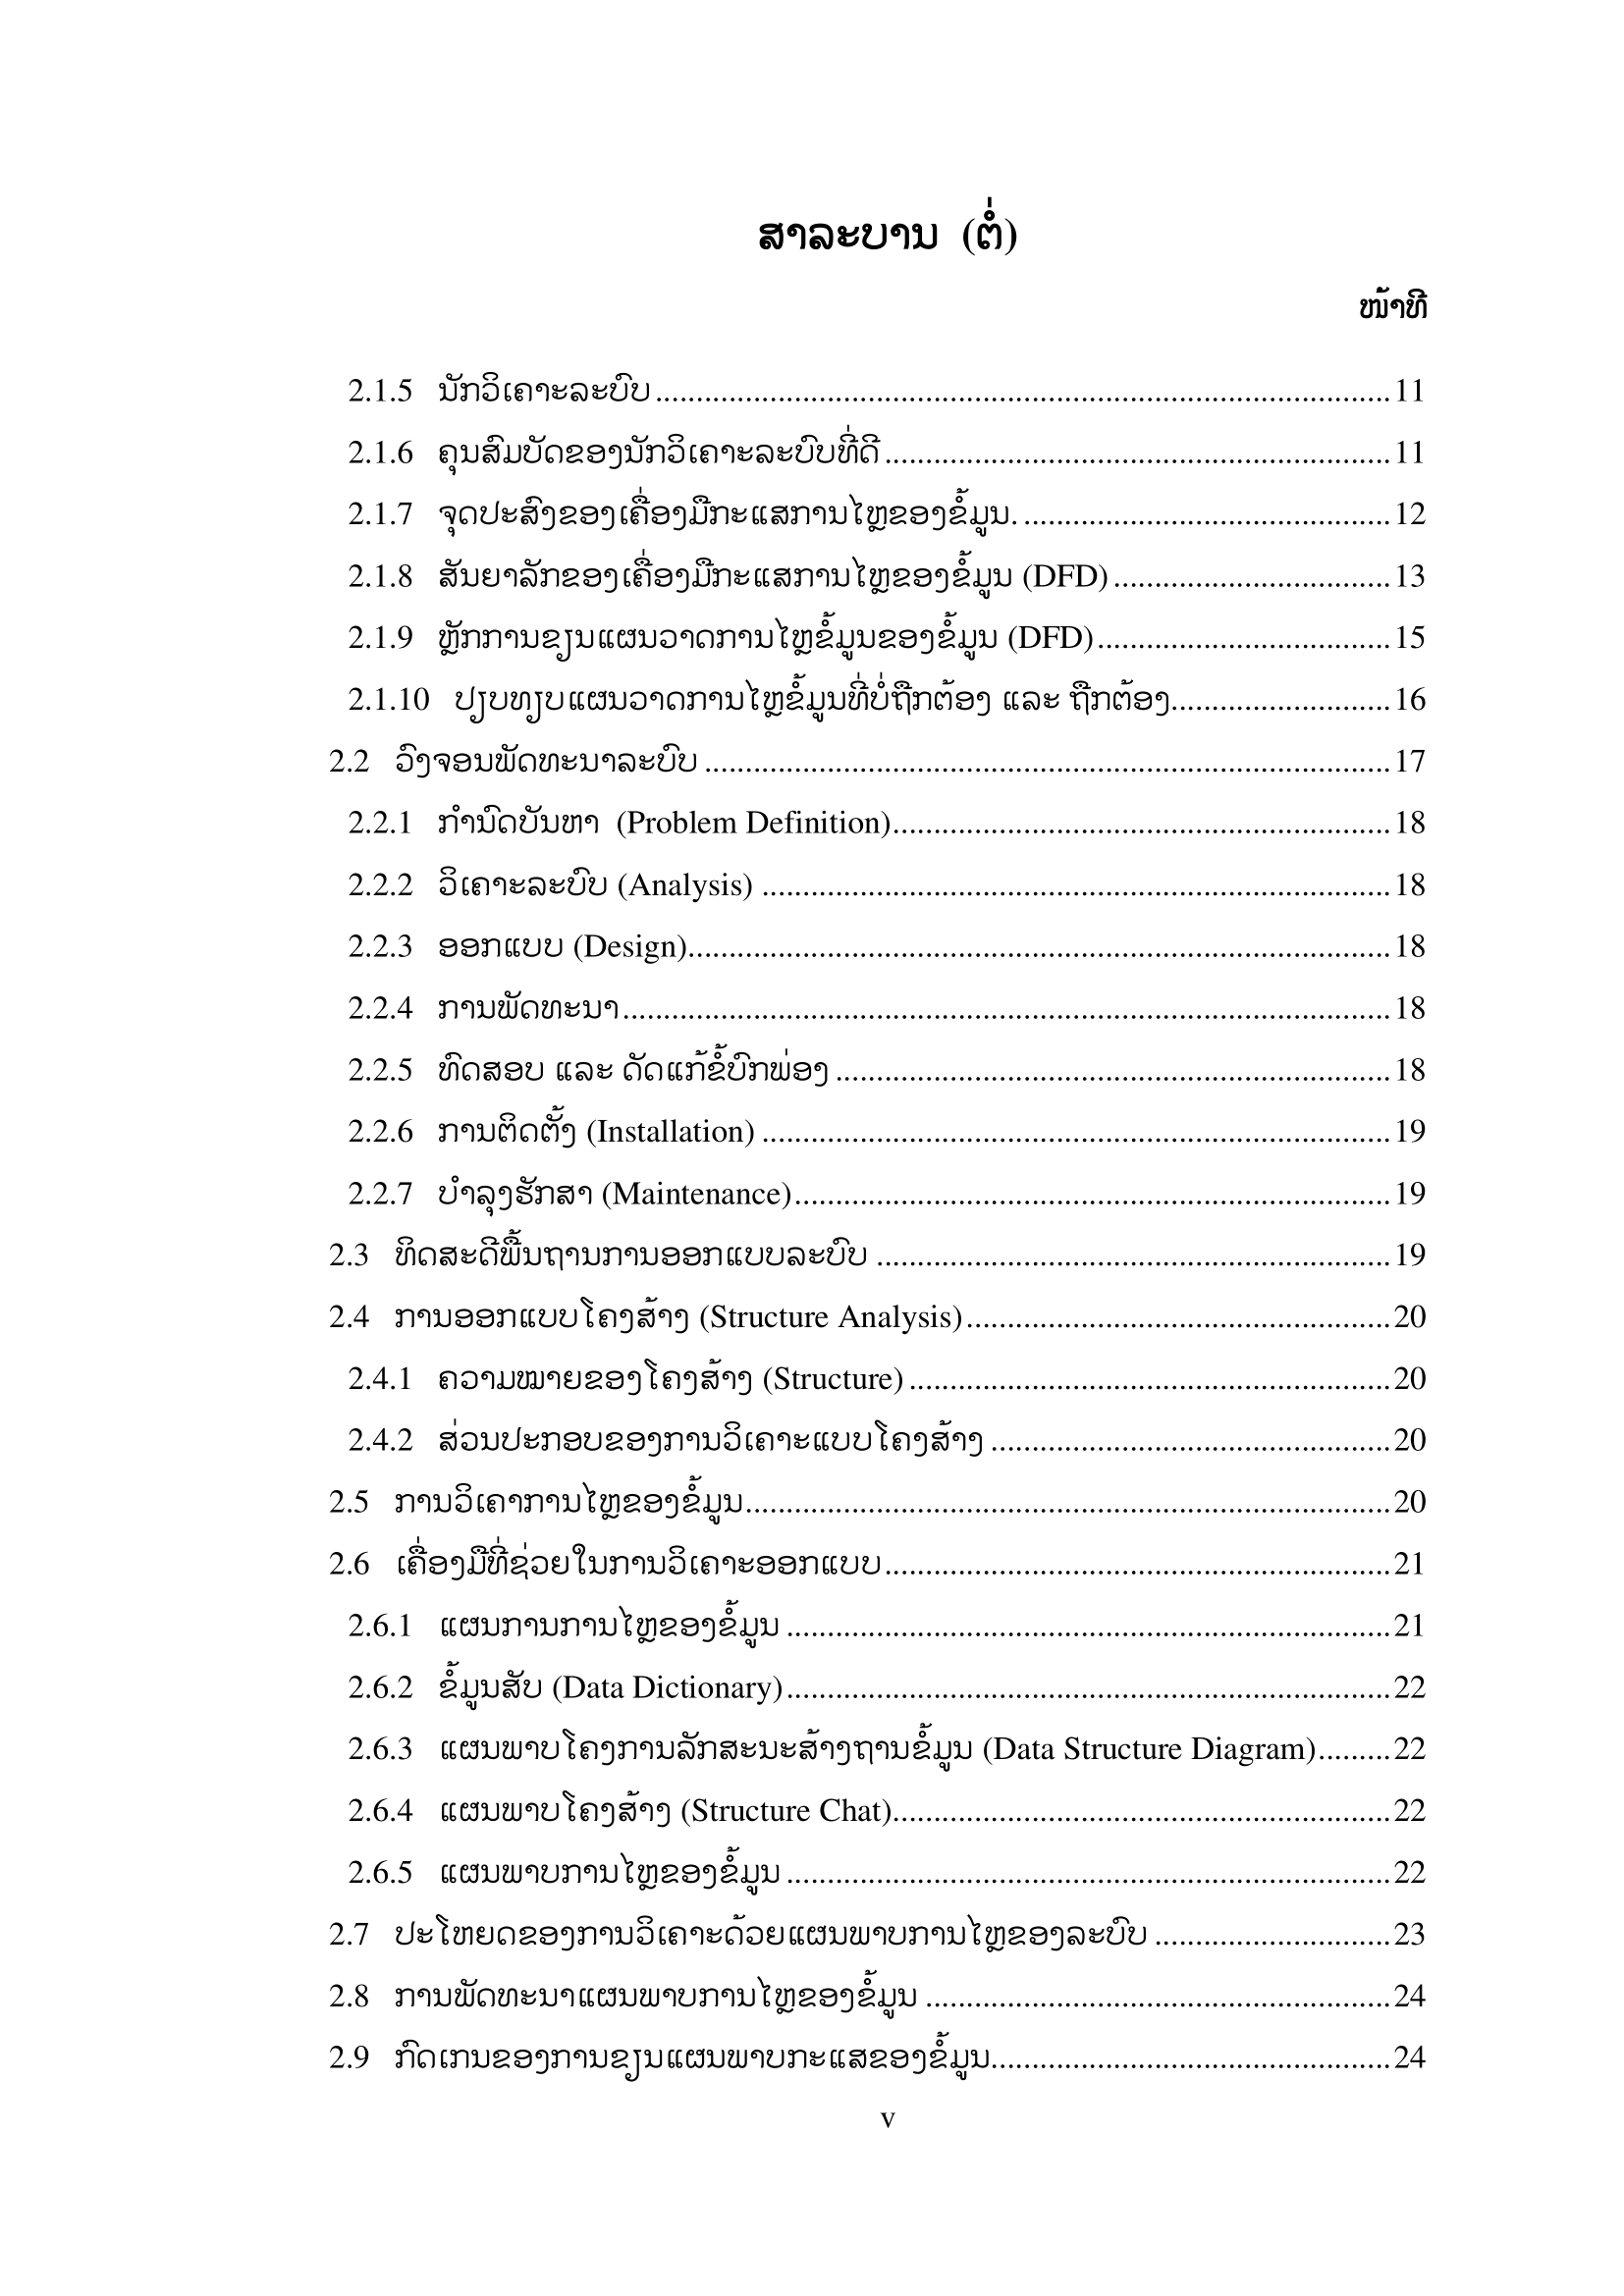 ສາລະບານ (ຕໍ່)
ໜ້າທີ
2.1.5 ນັກວິເຄາະລະບົບ........................................11
2.1.6 ຄຸນສົມບັດຂອງນັກວິເຄາະລະບົບທີ່ດີ........................................11
2.1.7 ຈຸດປະສົງຂອງເຄື່ອງມືກະແສການໄຫຼຂອງຂໍ້ມູນ. ........................................12
2.1.8 ສັນຍາລັກຂອງເຄື່ອງມືກະແສການໄຫຼຂອງຂໍ້ມູນ (DFD)........................................13
2.1.9 ຫຼັກການຂຽນແຜນວາດການໄຫຼຂໍ້ມູນຂອງຂໍ້ມູນ (DFD)........................................15
2.1.10 ປຽບທຽບແຜນວາດການໄຫຼຂໍ້ມູນທີ່ບໍ່ຖືກຕ້ອງ ແລະ ຖືກຕ້ອງ...........................16
2.2 ວົງຈອນພັດທະນາລະບົບ........................................17
2.2.1 ກຳນົດບັນຫາ (Problem Definition)........................................18
2.2.2 ວິເຄາະລະບົບ (Analysis)........................................18
2.2.3 ອອກແບບ (Design)........................................18
2.2.4 ການພັດທະນາ........................................18
2.2.5 ທົດສອບ ແລະ ດັດແກ້ຂໍ້ບົກພ່ອງ........................................18
2.2.6 ການຕິດຕັ້ງ (Installation)........................................19
2.2.7 ບຳລຸງຮັກສາ (Maintenance)........................................19
2.3 ທິດສະດີພື້ນຖານການອອກແບບລະບົບ........................................19
2.4 ການອອກແບບໂຄງສ້າງ (Structure Analysis)........................................20
2.4.1 ຄວາມໝາຍຂອງໂຄງສ້າງ (Structure)........................................20
2.4.2 ສ່ວນປະກອບຂອງການວິເຄາະແບບໂຄງສ້າງ........................................20
2.5 ການວິເຄາການໄຫຼຂອງຂໍ້ມູນ........................................20
2.6 ເຄື່ອງມືທີ່ຊ່ວຍໃນການວິເຄາະອອກແບບ........................................21
2.6.1 ແຜນການການໄຫຼຂອງຂໍ້ມູນ........................................21
2.6.2 ຂໍ້ມູນສັບ (Data Dictionary)........................................22
2.6.3 ແຜນພາບໂຄງການລັກສະນະສ້າງຖານຂໍ້ມູນ (Data Structure Diagram).........22
2.6.4 ແຜນພາບໂຄງສ້າງ (Structure Chat)........................................22
2.6.5 ແຜນພາບການໄຫຼຂອງຂໍ້ມູນ........................................22
2.7 ປະໂຫຍດຂອງການວິເຄາະດ້ວຍແຜນພາບການໄຫຼຂອງລະບົບ.............................23
2.8 ການພັດທະນາແຜນພາບການໄຫຼຂອງຂໍ້ມູນ........................................24
2.9 ກົດເກນຂອງການຂຽນແຜນພາບກະແສຂອງຂໍ້ມູນ........................................24
v